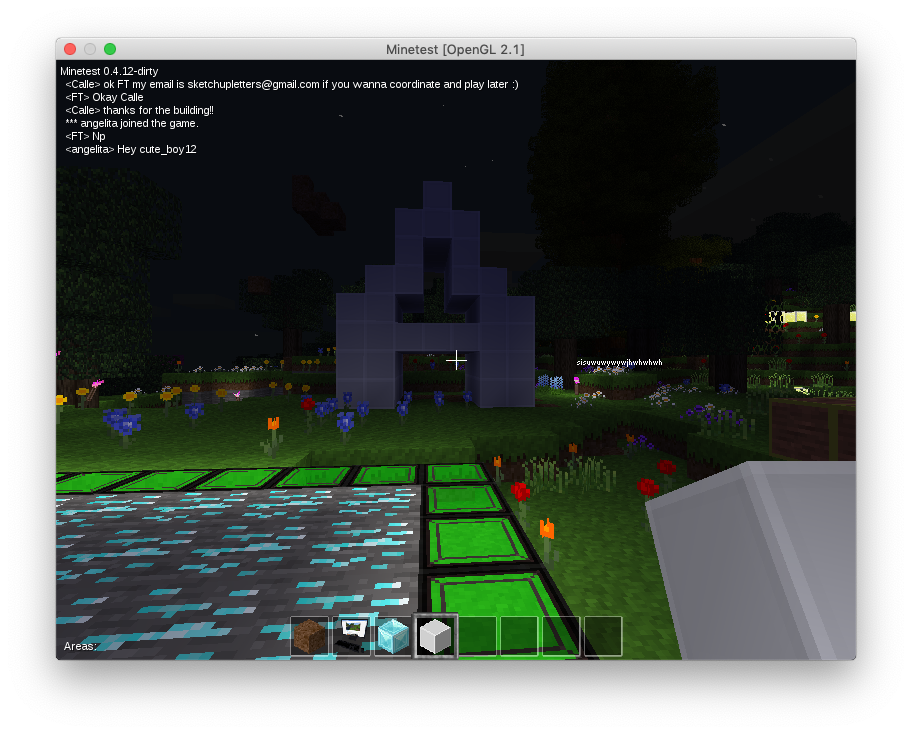 Minetest [OpenGL 2.1]
Minetest 0.4.12-dirty
<Calle> ok FT my email is sketchupletters@gmail.com if you wanna coordinate and play later :)
<FT> Okay Calle
<Calle> thanks for the building!!
*** angelita joined the game.
<FT> Np
<angelita> Hey cute_boy12
sisuwuwywywjhwhwhwh
Areas: